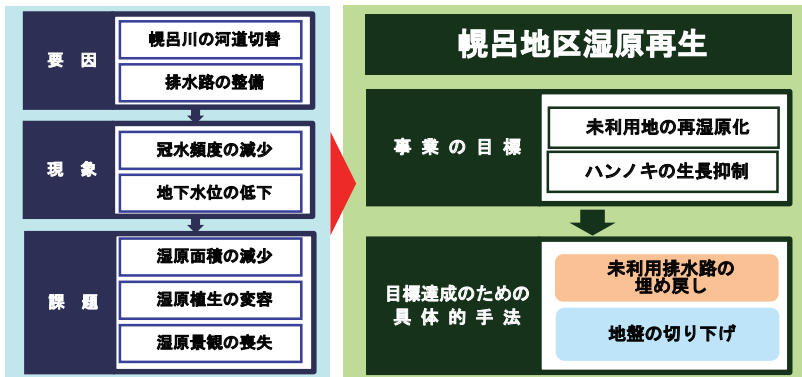 要因
幌呂川の河道切替
排水路の整備
現象
冠水頻度の減少
地下水位の低下
課題
湿原面積の減少
湿原植生の変容
湿原景観の喪失
幌呂地区湿原再生
事業の目標
未利用地の再湿原化
ハンノキの生長抑制
目標達成のための
具体的手法
未利用排水路の
埋め戻し
地盤の切り下げ